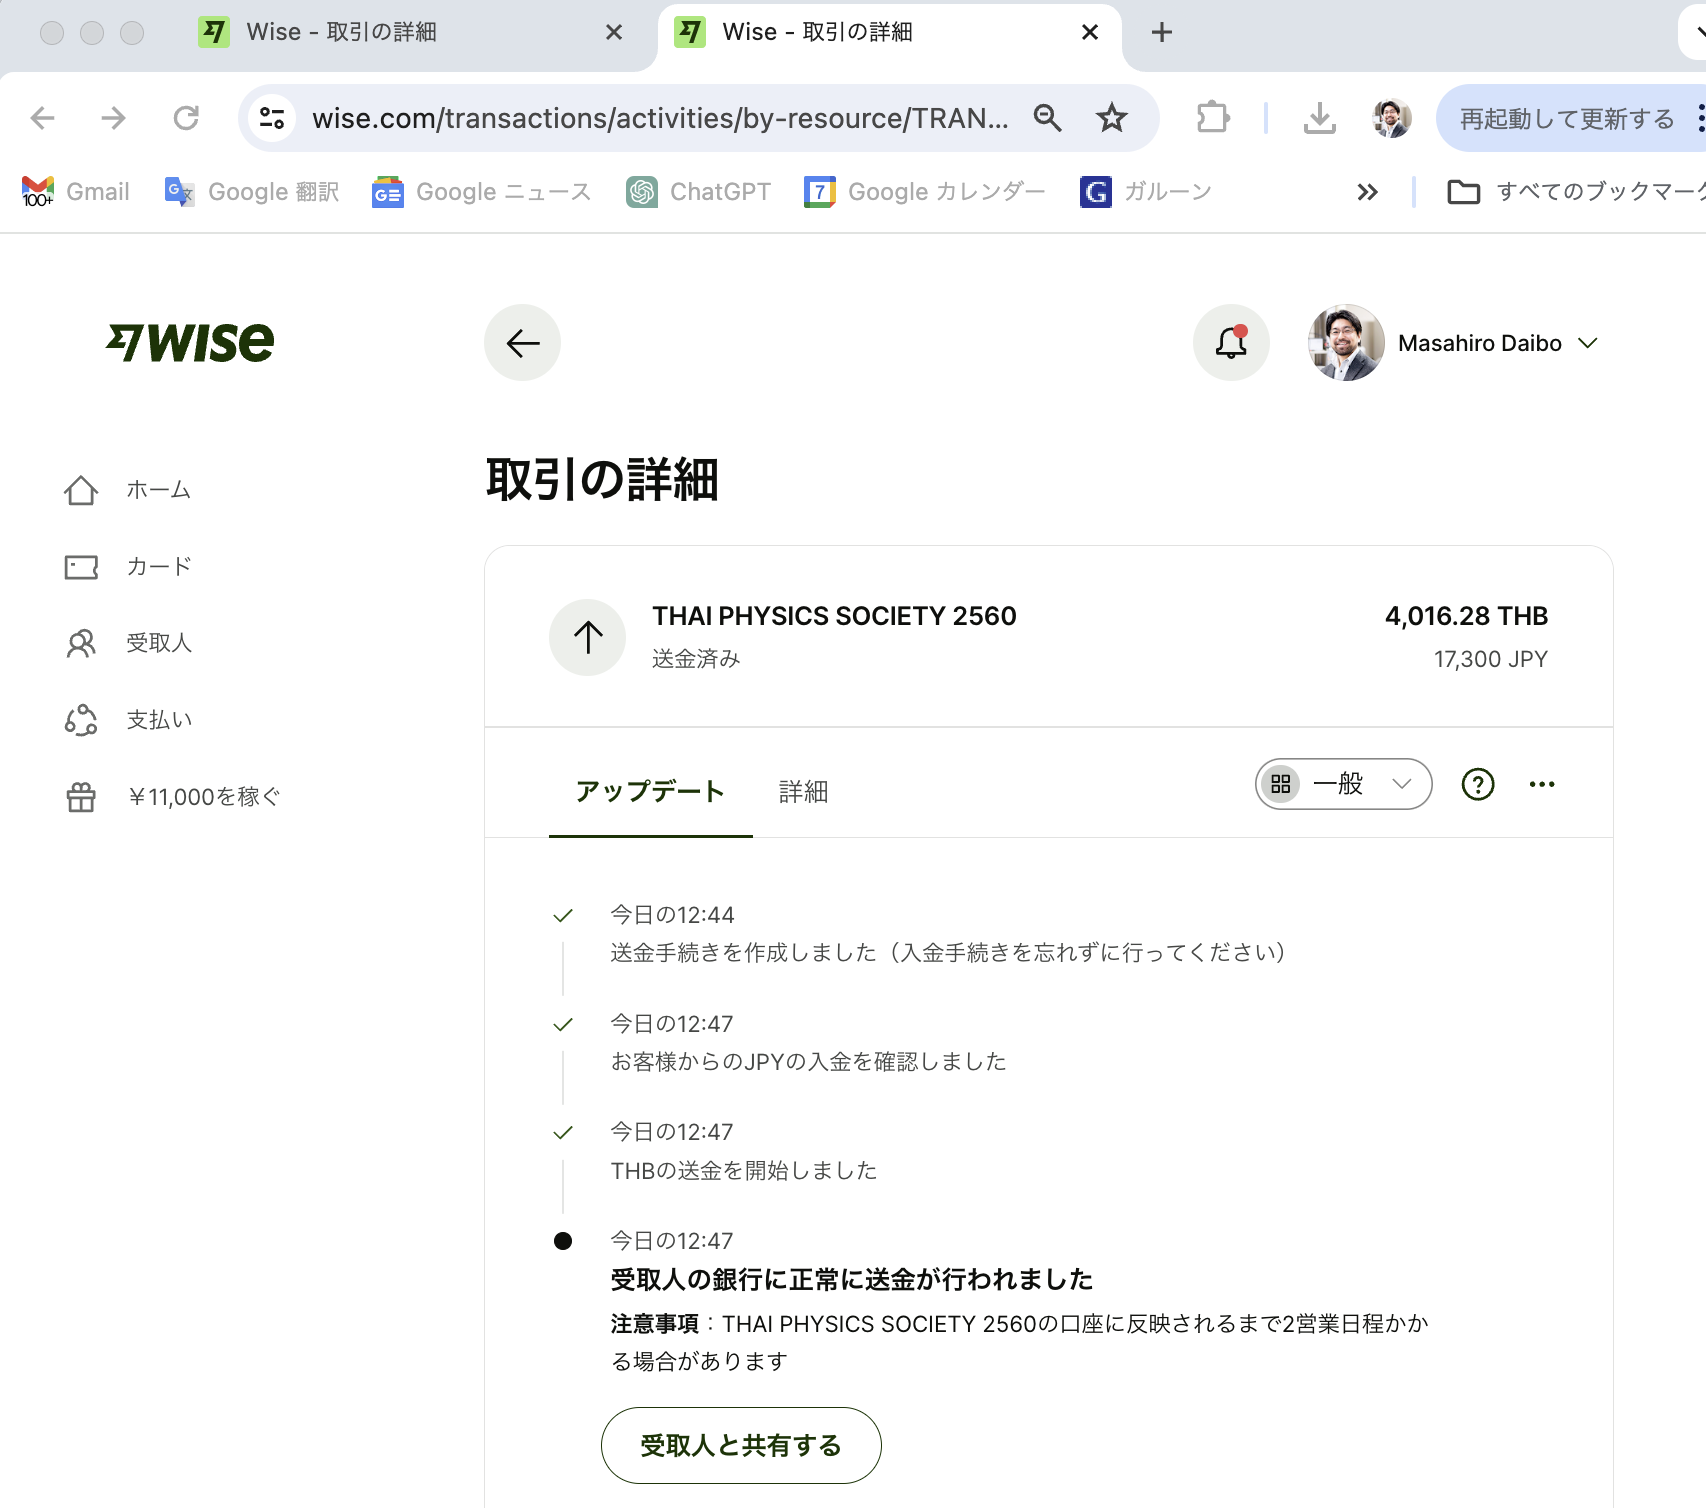 Wise - 取引の詳細
Wise - 取引の詳細
wise.com/transactions/activities/by-resource/TRAN...
再起動して更新する
100+
Gmail
Google 翻訳
Google ニュース
ChatGPT
7
Google カレンダー
G
ガルーン
すべてのブックマーク
WISE
Masahiro Daibo
ホーム
カード
受取人
支払い
¥11,000を稼ぐ
取引の詳細
THAI PHYSICS SOCIETY 2560
4,016.28 THB
送金済み
17,300 JPY
アップデート
詳細
一般
今日の12:44
送金手続きを作成しました（入金手続きを忘れずに行ってください）
今日の12:47
お客様からのJPYの入金を確認しました
今日の12:47
THBの送金を開始しました
今日の12:47
受取人の銀行に正常に送金が行われました
注意事項：THAI PHYSICS SOCIETY 2560の口座に反映されるまで2営業日程かか
る場合があります
受取人と共有する